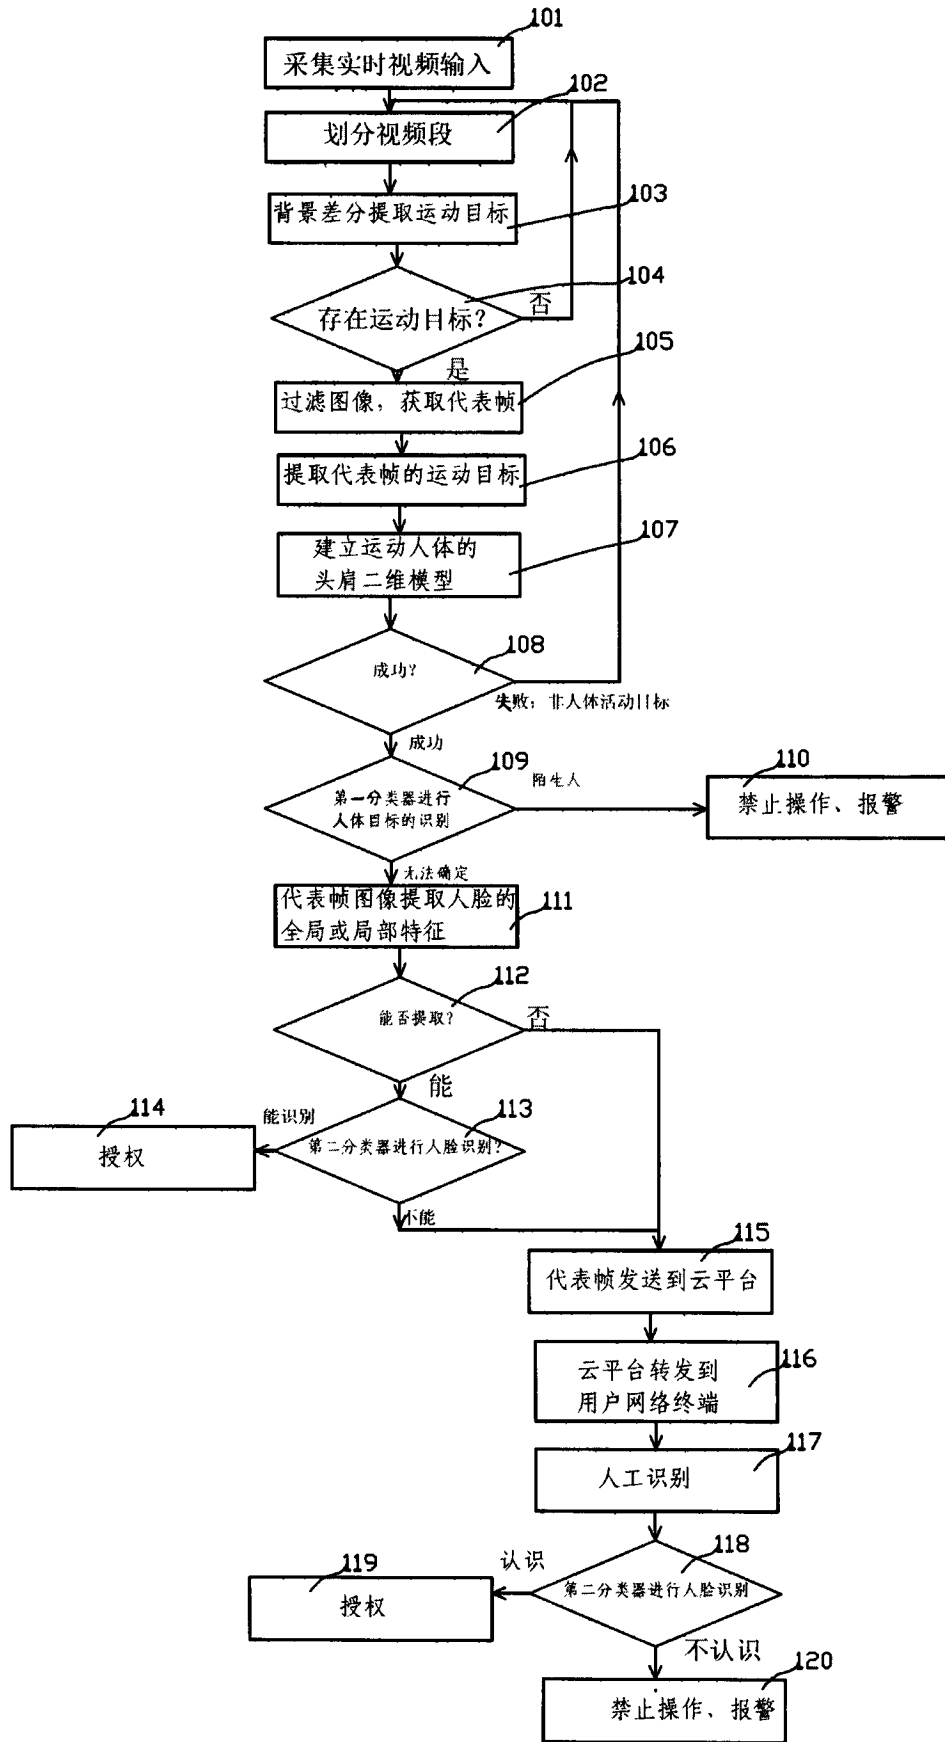 101
采集实时视频输入
102
划分视频段
103
背景差分提取运动目标
104
存在运动目标？
否
是
105
过滤图像，获取代表帧
106
提取代表帧的运动目标
107
建立运动人体的
头肩二维模型
108
成功？
失败：非人体活动目标
成功
109
第一分类器进行
人体目标的识别
陌生人
110
禁止操作、报警
无法确定
代表帧图像提取人脸的
全局或局部特征
111
112
能否提取？
否
能
113
第二分类器进行人脸识别？
能识别
114
授权
不能
115
代表帧发送到云平台
116
云平台转发到
用户网络终端
117
人工识别
118
第二分类器进行人脸识别
认识
119
授权
不认识
120
禁止操作、报警